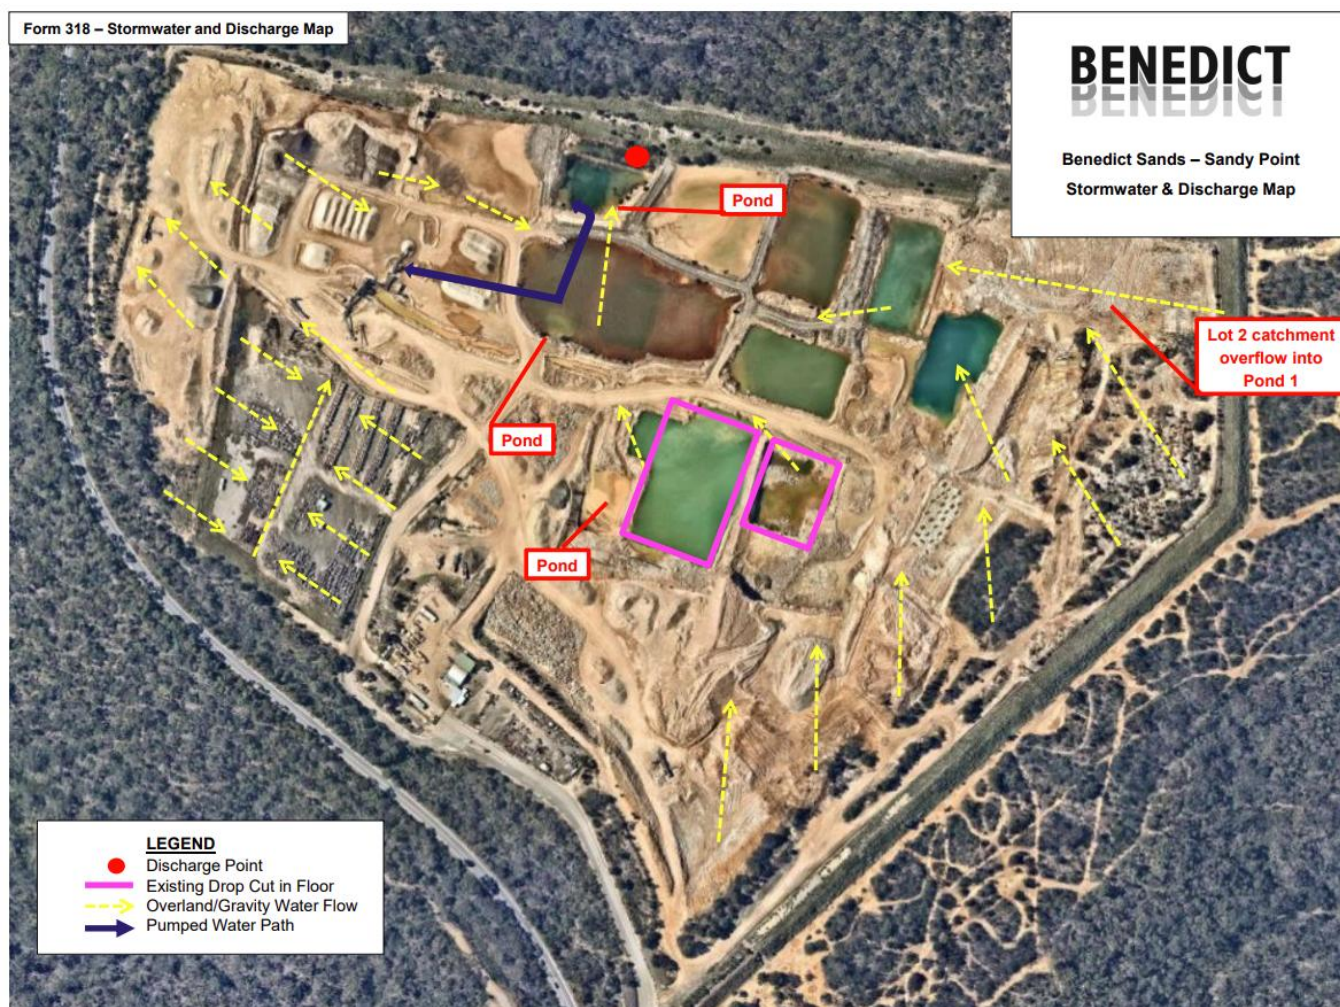 Form 318 – Stormwater and Discharge Map
BENEDICT
Benedict Sands – Sandy Point
Stormwater & Discharge Map
Pond
Lot 2 catchment
overflow into
Pond 1
Pond
Pond
LEGEND
Discharge Point
Existing Drop Cut in Floor
Overland/Gravity Water Flow
Pumped Water Path